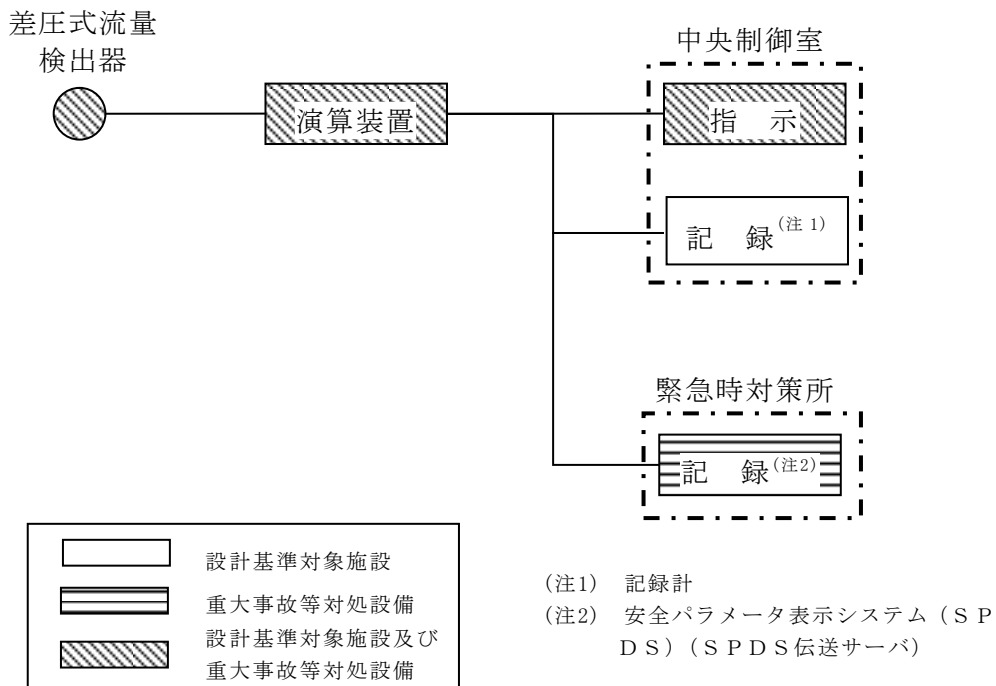 差圧式流量
検出器
中央制御室
演算装置
指　示
記　録(注1)
緊急時対策所
記　録(注2)
設計基準対象施設
重大事故等対処設備
設計基準対象施設及び
重大事故等対処設備
(注1)　記録計
(注2)　安全パラメータ表示システム（ＳＰ
ＤＳ）（ＳＰＤＳ伝送サーバ）